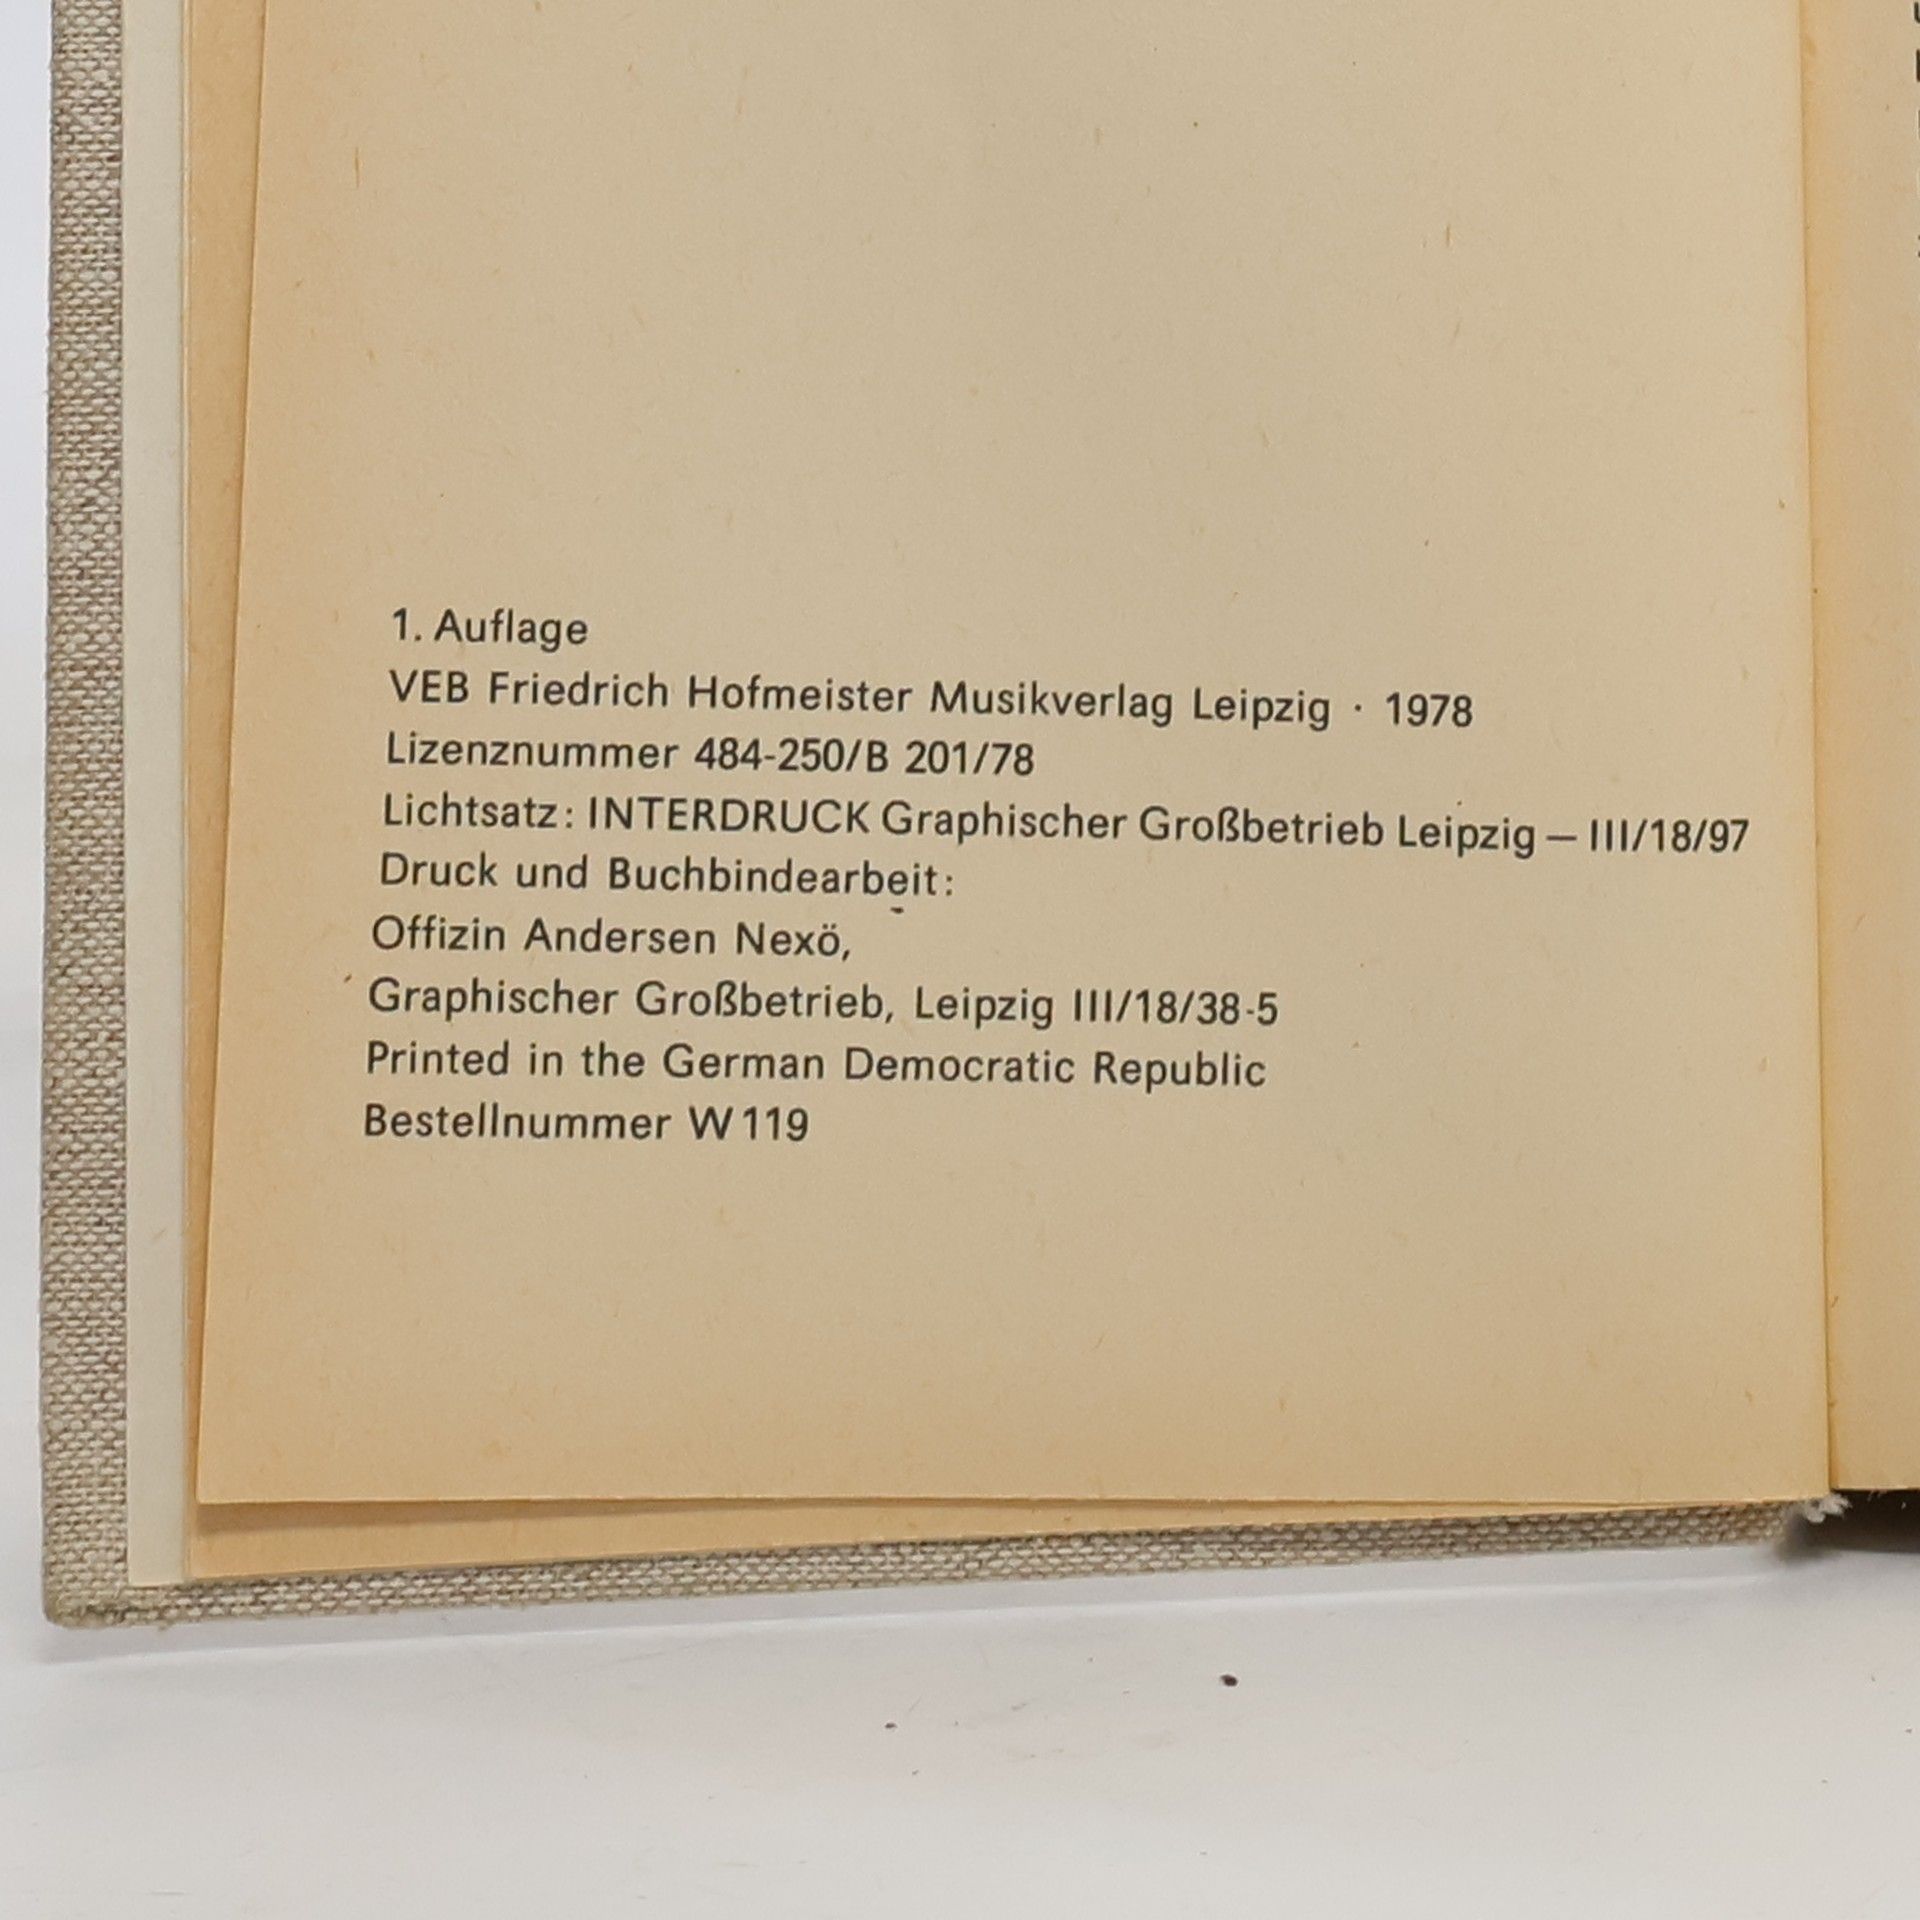 1. Auflage
VEB Friedrich Hofmeister Musikverlag Leipzig · 1978
Lizenznummer 484-250/B 201/78
Lichtsatz: INTERDRUCK Graphischer Großbetrieb Leipzig – III/18/97
Druck und Buchbindearbeit:
Offizin Andersen Nexö,
Graphischer Großbetrieb, Leipzig III/18/38-5
Printed in the German Democratic Republic
Bestellnummer W 119